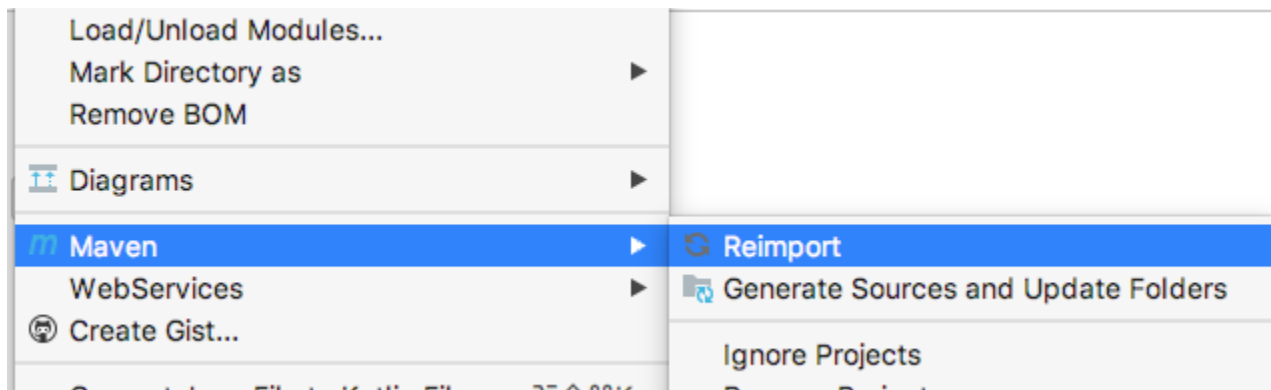 Load/Unload Modules...
Mark Directory as
Remove BOM
Diagrams
Maven
WebServices
Create Gist...
Reimport
Generate Sources and Update Folders
Ignore Projects